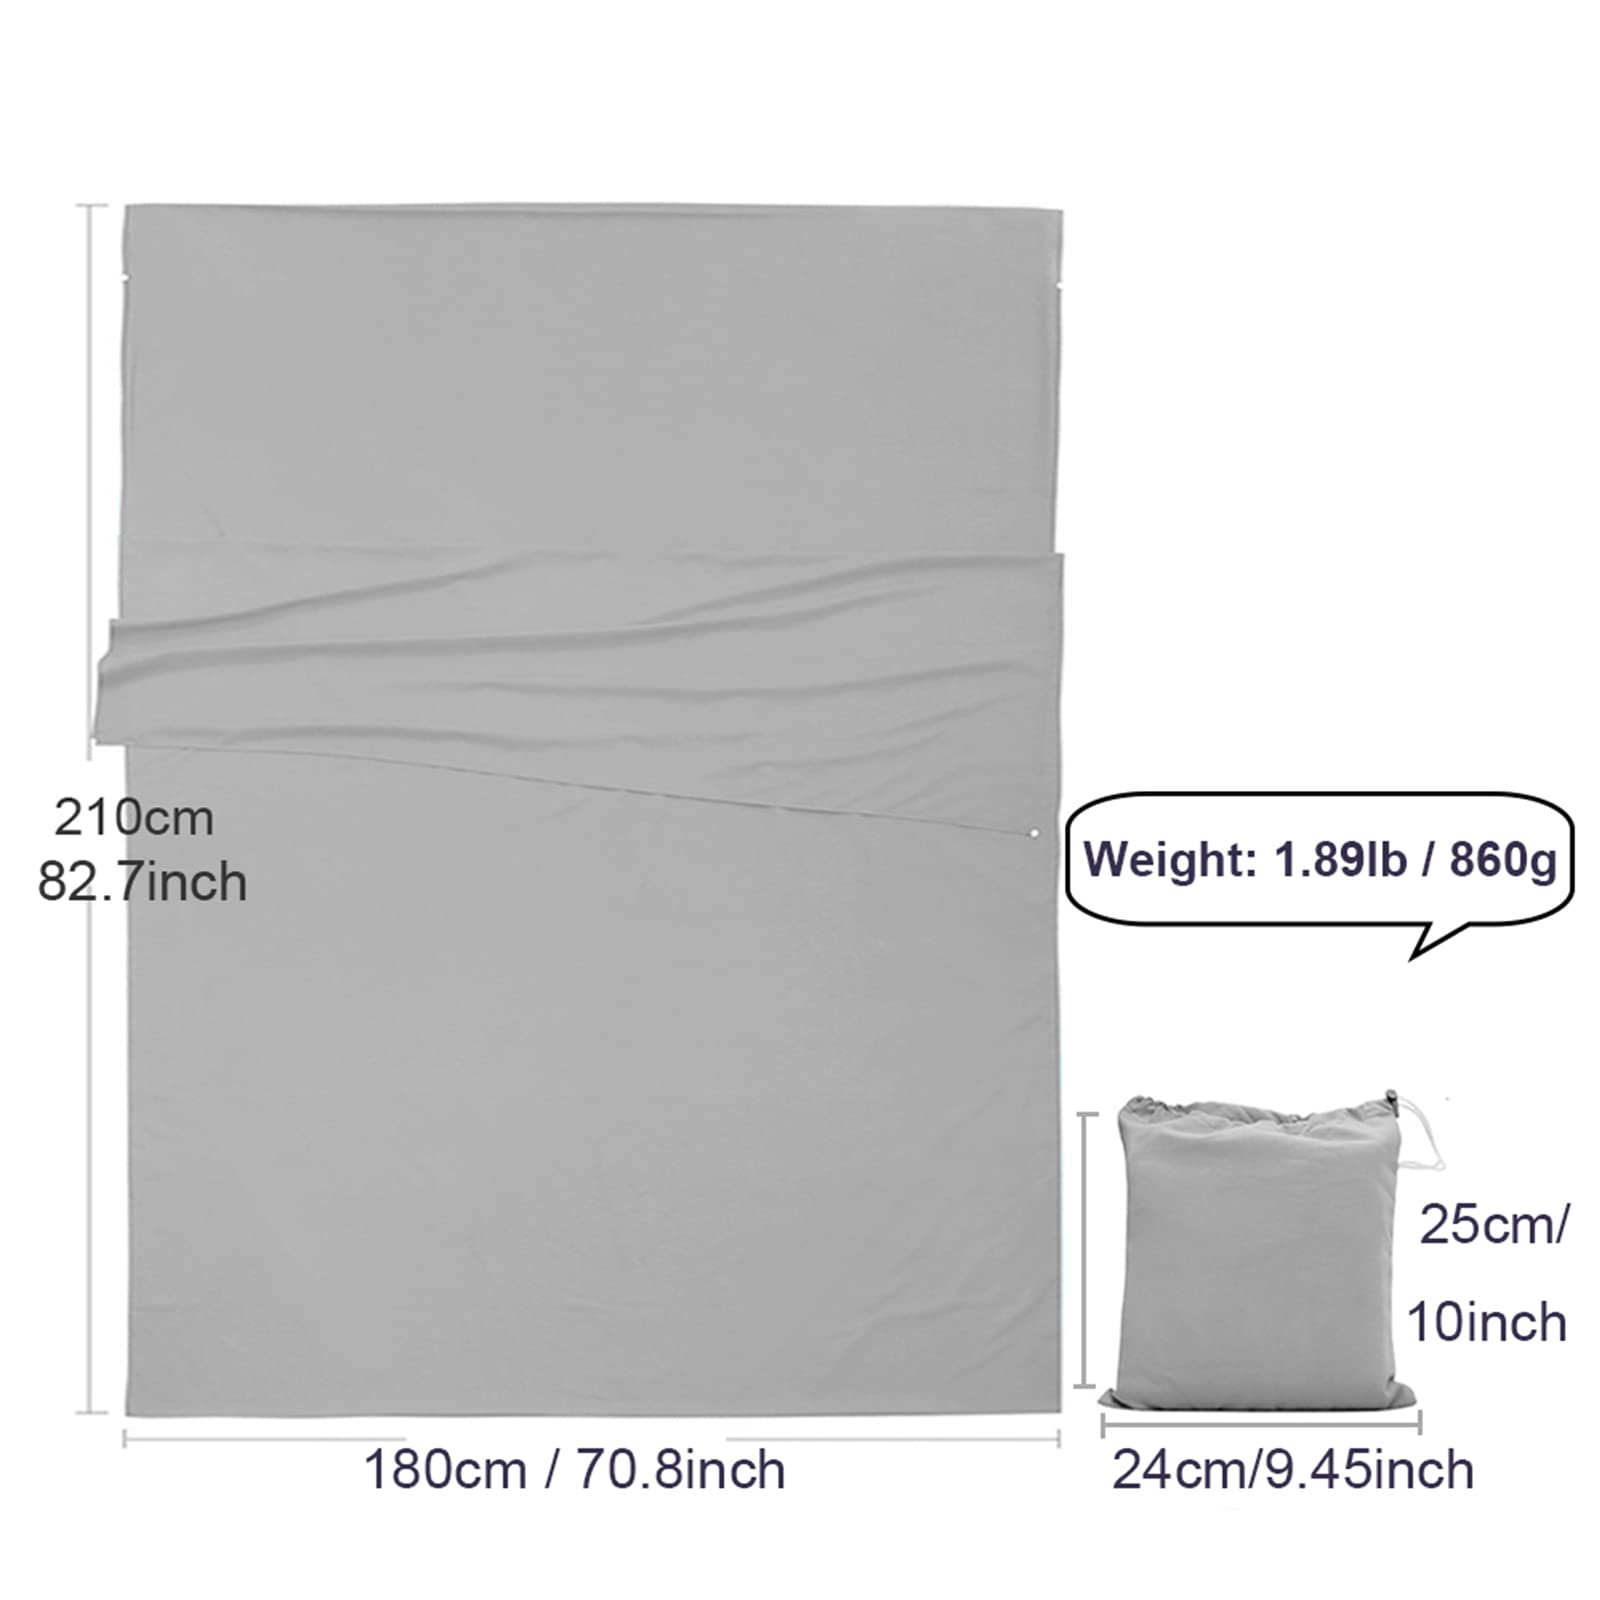 210cm
82.7inch
Weight: 1.89lb / 860g
25cm/
10inch
180cm / 70.8inch
24cm/9.45inch